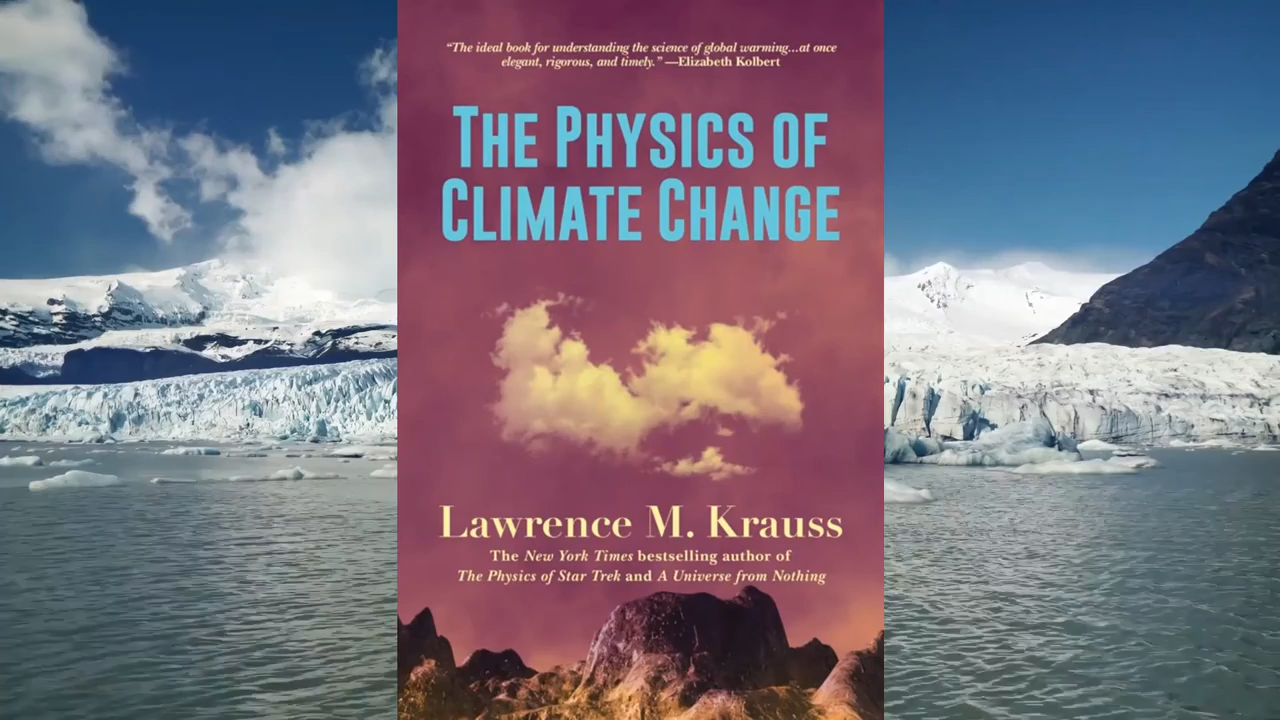 “The ideal book for understanding the science of global warming...at once
elegant, rigorous, and timely.” —Elizabeth Kolbert
The Physics of
Climate Change
Lawrence M. Krauss
The New York Times bestselling author of
The Physics of Star Trek and A Universe from Nothing